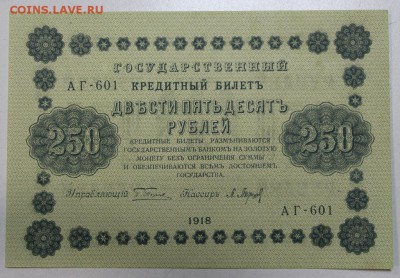 COINS.LAVE.RU
ГОСУДАРСТВЕННЫЙ
АГ-601 КРЕДИТНЫЙ БИЛЕТЪ
ДВѢСТИ ПЯТЬДЕСЯТЪ
РУБЛЕЙ
250 250
КРЕДИТНЫЕ БИЛЕТЫ РАЗМѢНИВАЮТСЯ
ГОСУДАРСТВЕННЫМЪ БАНКОМЪ НА ЗОЛОТУЮ
МОНЕТУ БЕЗЪ ОГРАНИЧЕНІЯ СУММЫ
И ОБЕЗПЕЧИВАЮТСЯ ВСѢМЪ ДОСТОЯНІЕМЪ
ГОСУДАРСТВА.
Управляющій Кассиръ
АГ-601
1918